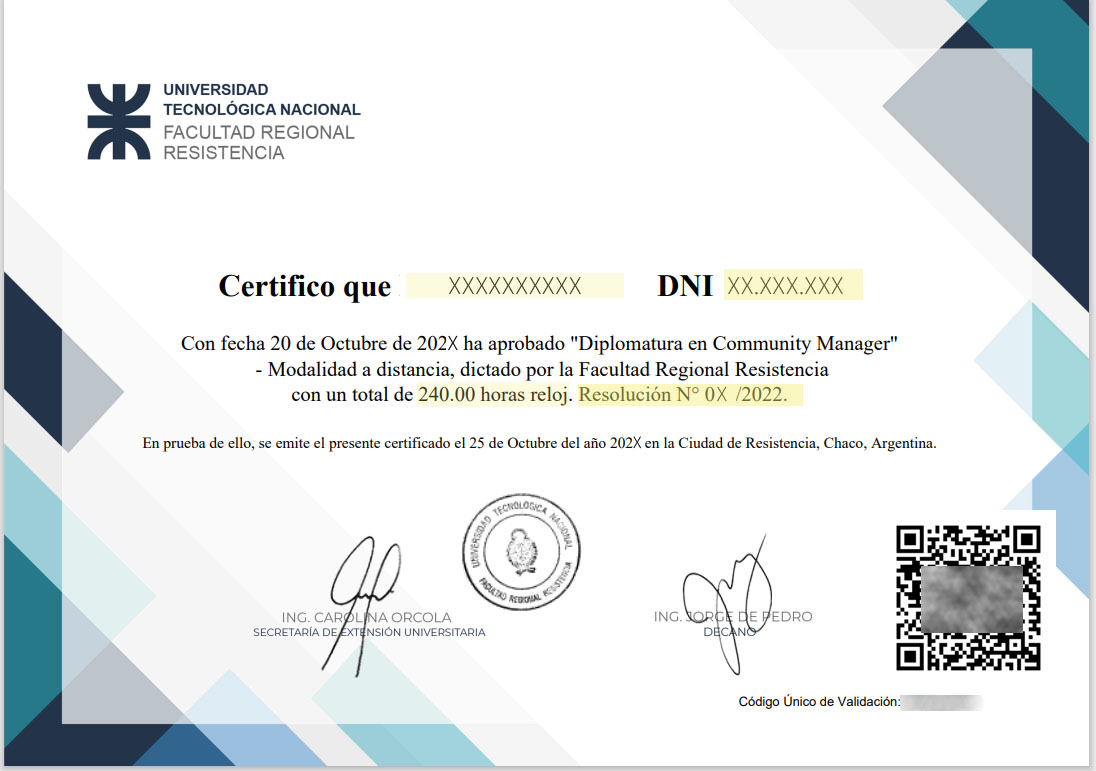 UNIVERSIDAD
TECNOLÓGICA NACIONAL
FACULTAD REGIONAL
RESISTENCIA
Certifico que XXXXXXXXXX DNI XX.XXX.XXX
Con fecha 20 de Octubre de 202X ha aprobado "Diplomatura en Community Manager"
- Modalidad a distancia, dictado por la Facultad Regional Resistencia
con un total de 240.00 horas reloj. Resolución N° 0X /2022.
En prueba de ello, se emite el presente certificado el 25 de Octubre del año 202X en la Ciudad de Resistencia, Chaco, Argentina.
UNIVERSIDAD TECNOLOGICA NACIONAL
FACULTAD REGIONAL RESISTENCIA
ING. CAROLINA ORCOLA
SECRETARÍA DE EXTENSIÓN UNIVERSITARIA
ING. JORGE DE PEDRO
DECANO
Código Único de Validación: